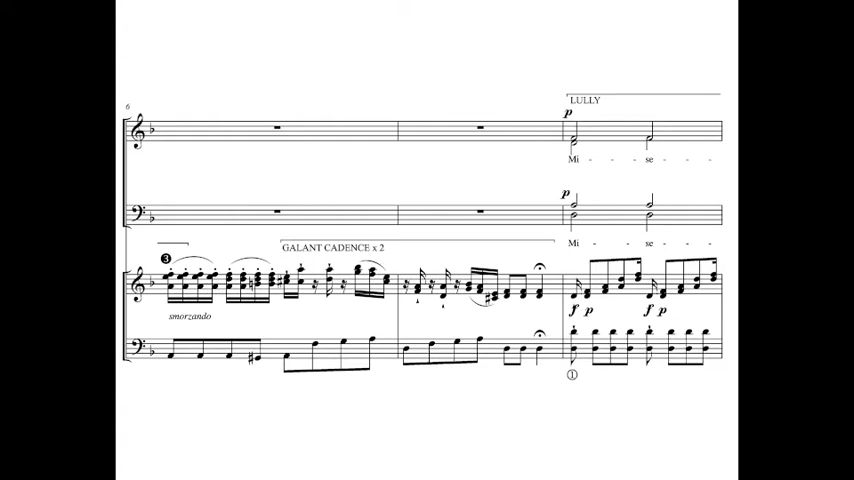 LULLY
6
p
Mi - - - se - - -
p
Mi - - - se - - -
GALANT CADENCE x 2
3
smorzando
f p f p
1